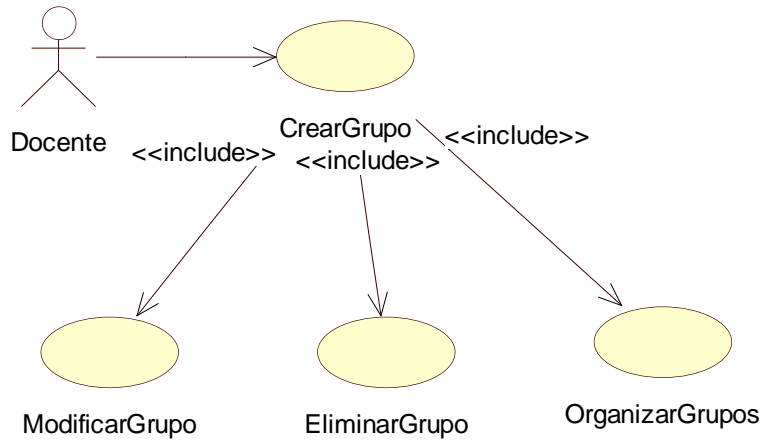 Docente
CrearGrupo
<<include>>
<<include>>
<<include>>
ModificarGrupo
EliminarGrupo
OrganizarGrupos